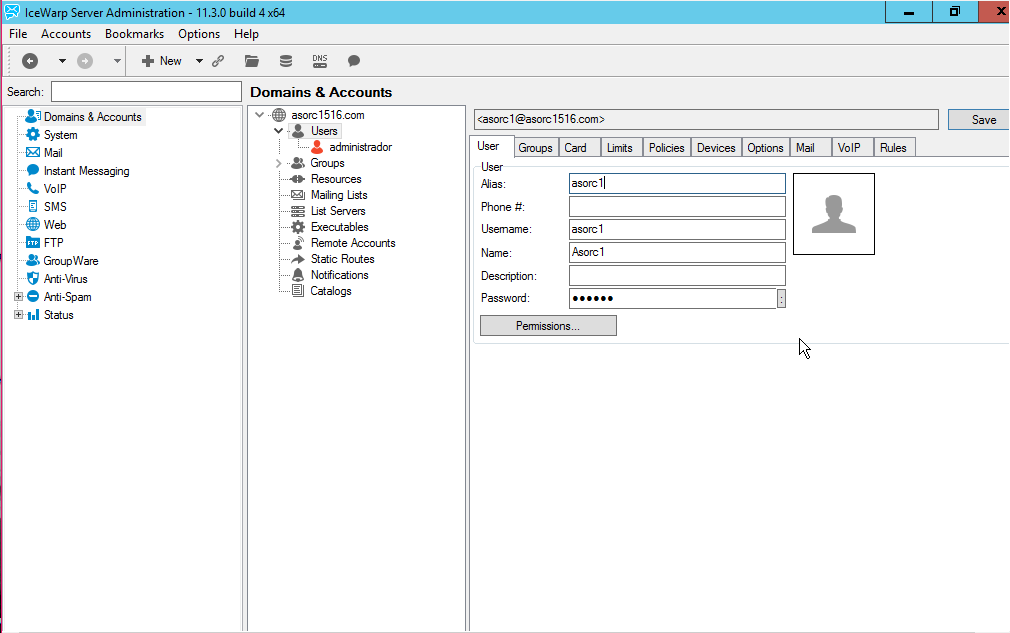 IceWarp Server Administration - 11.3.0 build 4 x64
File Accounts Bookmarks Options Help
New DNS
Search:
Domains & Accounts
Domains & Accounts
System
Mail
Instant Messaging
VoIP
SMS
Web
FTP FTP
GroupWare
Anti-Virus
Anti-Spam
Status
asorc1516.com
Users
administrador
Groups
Resources
Mailing Lists
List Servers
Executables
Remote Accounts
Static Routes
Notifications
Catalogs
<asorc1@asorc1516.com> Save
User Groups Card Limits Policies Devices Options Mail VoIP Rules
User
Alias: asorc1
Phone #:
Username: asorc1
Name: Asorc1
Description:
Password: ●●●●●● :
Permissions...